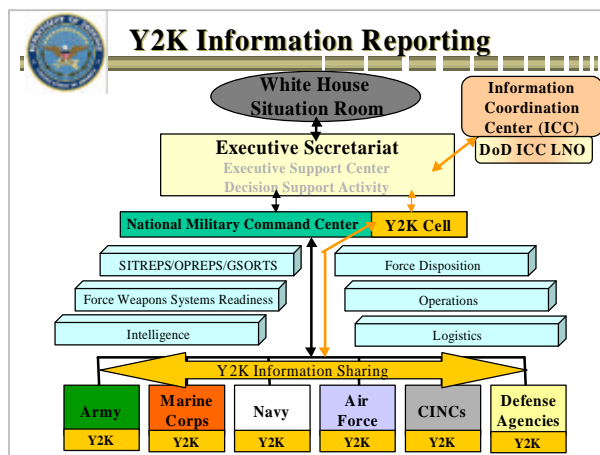 Y2K Information Reporting
White House
Situation Room
Information
Coordination
Center (ICC)
DoD ICC LNO
Executive Secretariat
Executive Support Center
Decision Support Activity
National Military Command Center
Y2K Cell
SITREPS/OPREPS/GSORTS
Force Disposition
Force Weapons Systems Readiness
Operations
Intelligence
Logistics
Y2K Information Sharing
Army
Marine
Corps
Navy
Air
Force
CINCs
Defense
Agencies
Y2K
Y2K
Y2K
Y2K
Y2K
Y2K